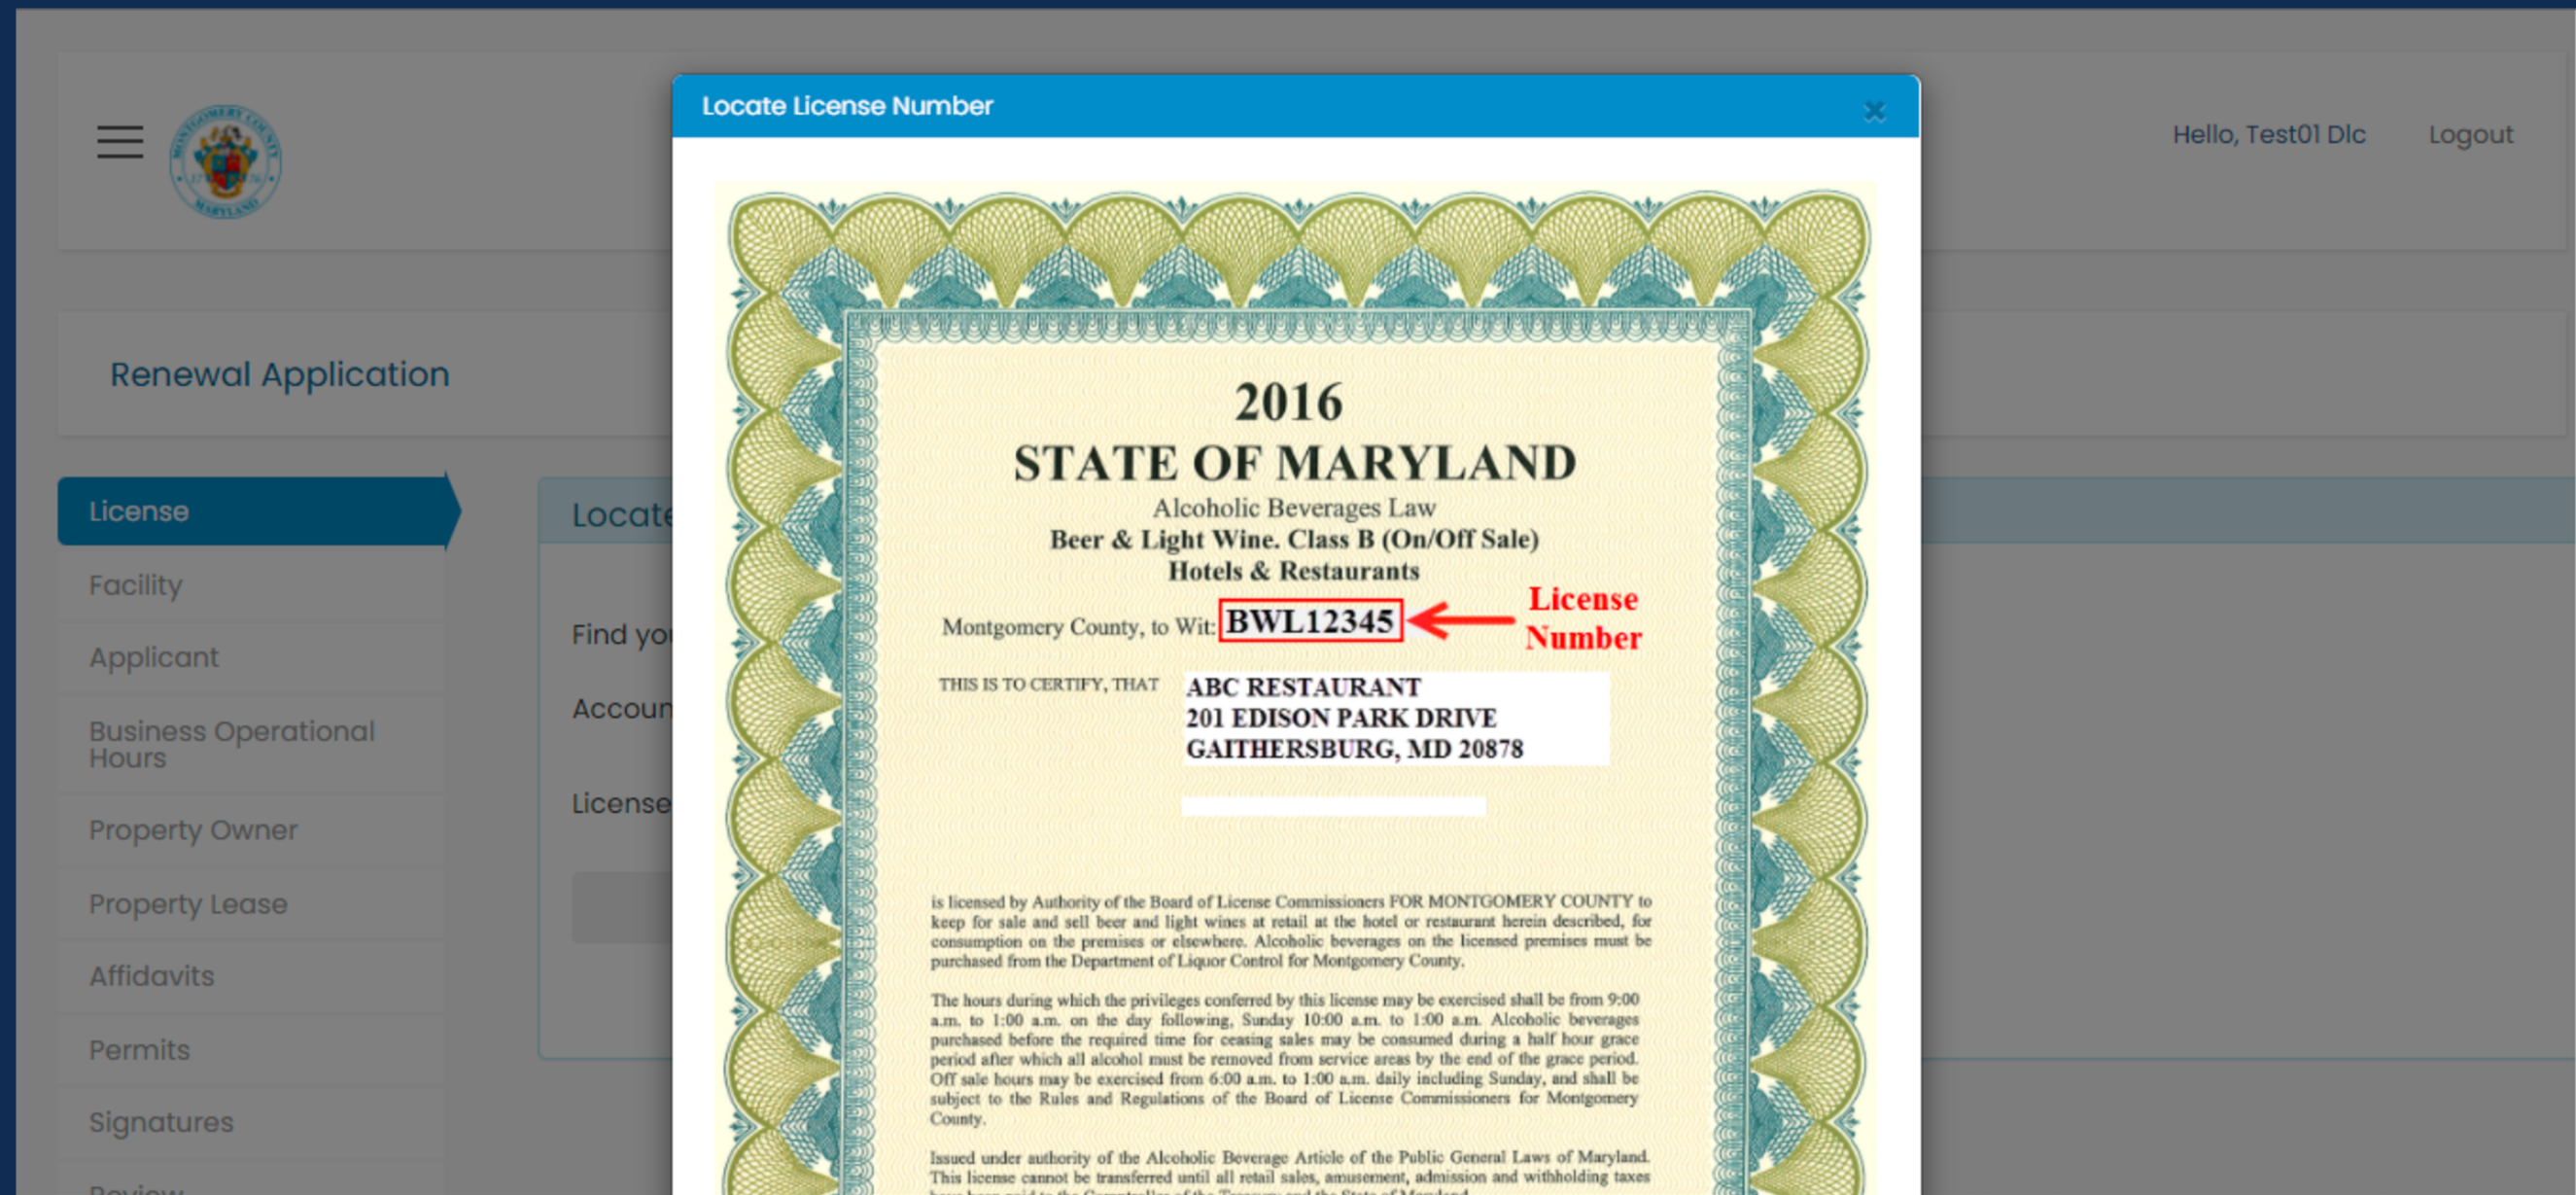 Locate License Number
MONTGOMERY COUNTY
17 76
MARYLAND
Hello, Test01 Dlc
Logout
Renewal Application
License
Facility
Applicant
Business Operational
Hours
Property Owner
Property Lease
Affidavits
Permits
Signatures
Review
Locate
Find you
Accoun
License
2016
STATE OF MARYLAND
Alcoholic Beverages Law
Beer & Light Wine. Class B (On/Off Sale)
Hotels & Restaurants
Montgomery County, to Wit: BWL12345
License
Number
THIS IS TO CERTIFY, THAT
ABC RESTAURANT
201 EDISON PARK DRIVE
GAITHERSBURG, MD 20878
is licensed by Authority of the Board of License Commissioners FOR MONTGOMERY COUNTY to
keep for sale and sell beer and light wines at retail at the hotel or restaurant herein described, for
consumption on the premises or elsewhere. Alcoholic beverages on the licensed premises must be
purchased from the Department of Liquor Control for Montgomery County.
The hours during which the privileges conferred by this license may be exercised shall be from 9:00
a.m. to 1:00 a.m. on the day following, Sunday 10:00 a.m. to 1:00 a.m. Alcoholic beverages
purchased before the required time for ceasing sales may be consumed during a half hour grace
period after which all alcohol must be removed from service areas by the end of the grace period.
Off sale hours may be exercised from 6:00 a.m. to 1:00 a.m. daily including Sunday, and shall be
subject to the Rules and Regulations of the Board of License Commissioners for Montgomery
County.
Issued under authority of the Alcoholic Beverage Article of the Public General Laws of Maryland.
This license cannot be transferred until all retail sales, amusement, admission and withholding taxes